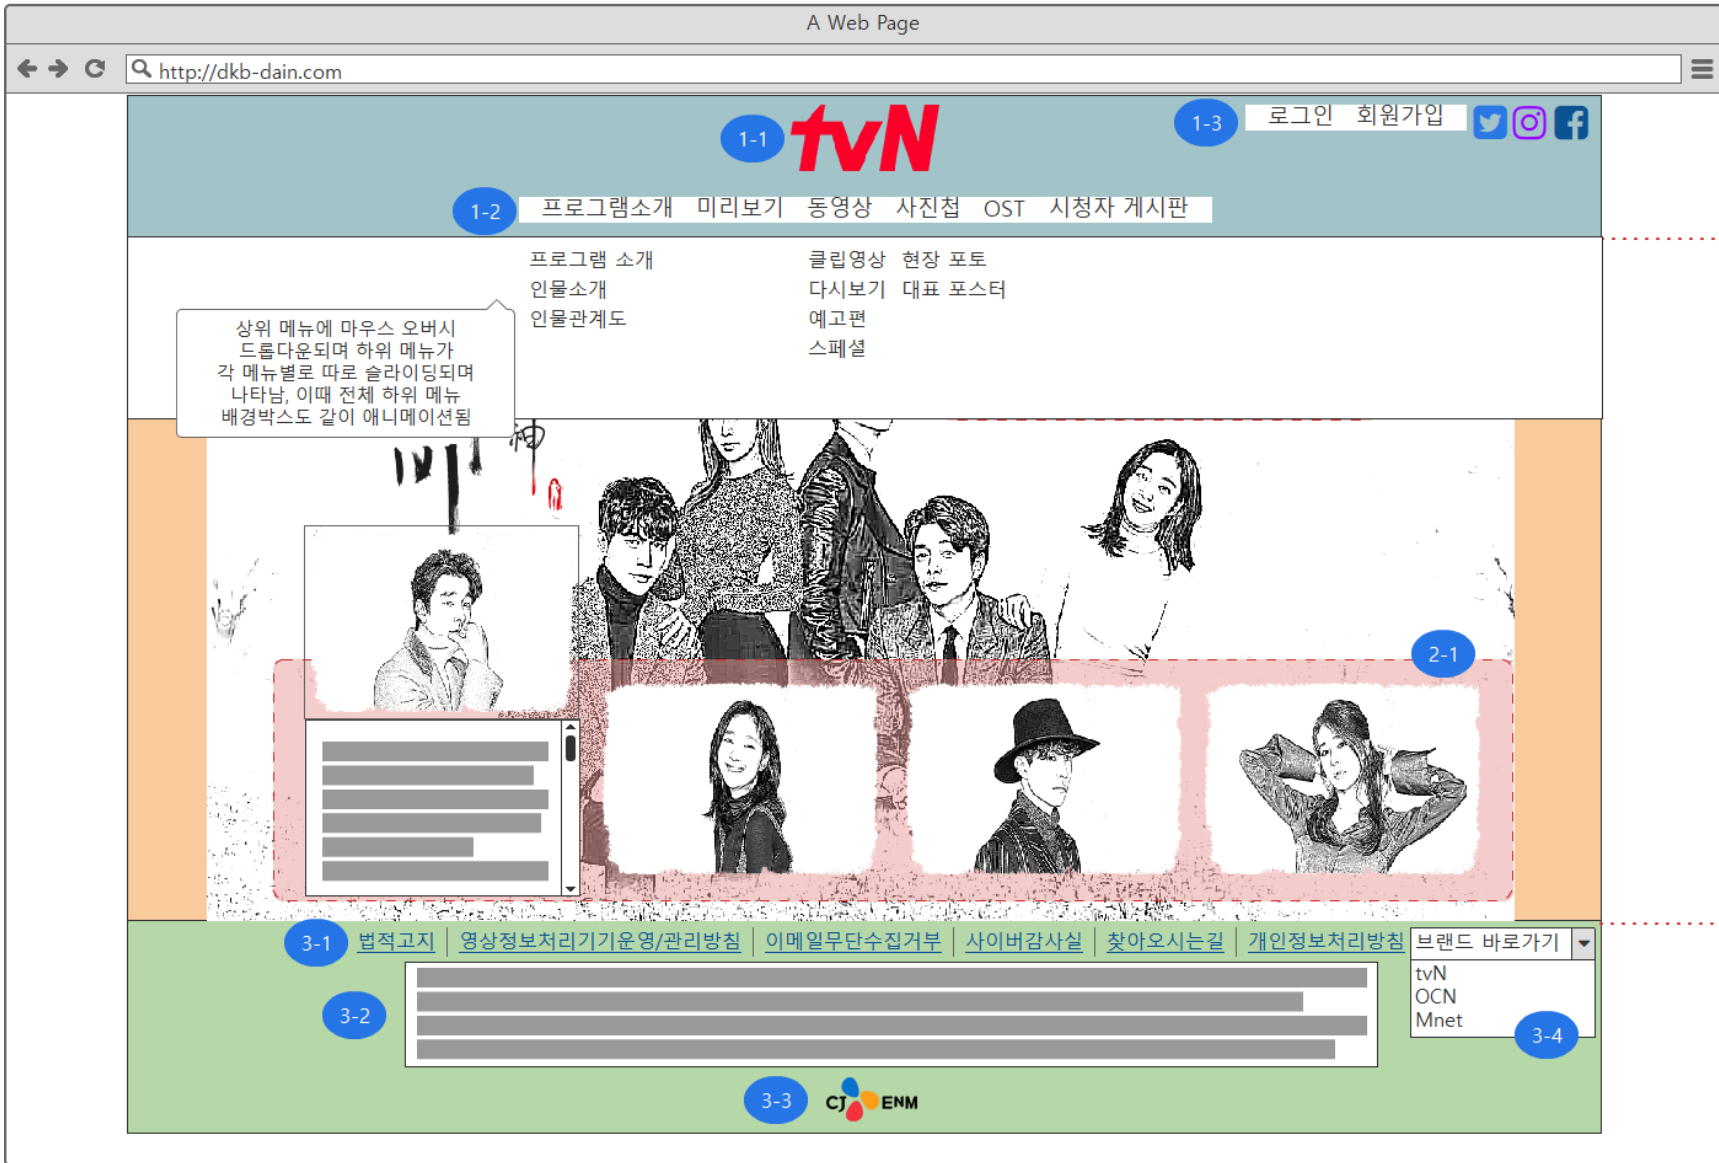 A Web Page
http://dkb-dain.com
1-1
tvN
1-3
로그인 회원가입
1-2
프로그램소개 미리보기 동영상 사진첩 OST 시청자 게시판
프로그램 소개
인물소개
인물관계도
클립영상
다시보기
예고편
스페셜
현장 포토
대표 포스터
상위 메뉴에 마우스 오버시
드롭다운되며 하위 메뉴가
각 메뉴별로 따로 슬라이딩되며
나타남, 이때 전체 하위 메뉴
배경박스도 같이 애니메이션됨
2-1
3-1
법적고지 | 영상정보처리기기운영/관리방침 | 이메일무단수집거부 | 사이버감사실 | 찾아오시는길 | 개인정보처리방침
브랜드 바로가기
tvN
OCN
Mnet
3-2
3-4
3-3
CJ ENM